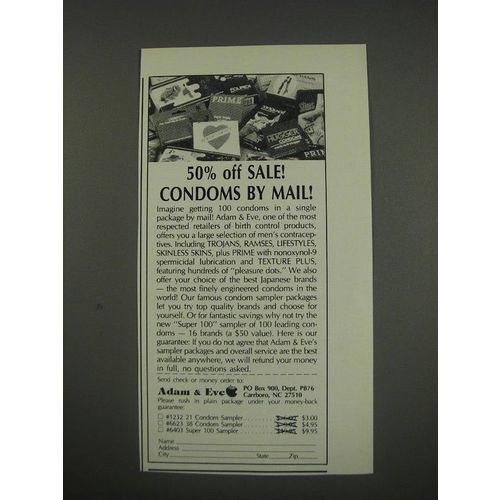 PRIME
HUGGER
CONDOMS
PRIME
50% off SALE!
CONDOMS BY MAIL!
Imagine getting 100 condoms in a single
package by mail! Adam & Eve, one of the most
respected retailers of birth control products,
offers you a large selection of men's contracep-
tives. Including TROJANS, RAMSES, LIFESTYLES,
SKINLESS SKINS, plus PRIME with nonoxynol-9
spermicidal lubrication and TEXTURE PLUS,
featuring hundreds of "pleasure dots." We also
offer your choice of the best Japanese brands
— the most finely engineered condoms in the
world! Our famous condom sampler packages
let you try top quality brands and choose for
yourself. Or for fantastic savings why not try the
new "Super 100" sampler of 100 leading con-
doms — 16 brands (a $50 value). Here is our
guarantee: If you do not agree that Adam & Eve's
sampler packages and overall service are the best
available anywhere, we will refund your money
in full, no questions asked.
Send check or money order to:
Adam & Eve PO Box 900, Dept. PB76
Carrboro, NC 27510
Please rush in plain package under your money-back
guarantee:
#1232 21 Condom Sampler $6.00 $3.00
#6623 38 Condom Sampler $9.95 $4.95
#6403 Super 100 Sampler $19.95 $9.95
Name
Address
City State Zip